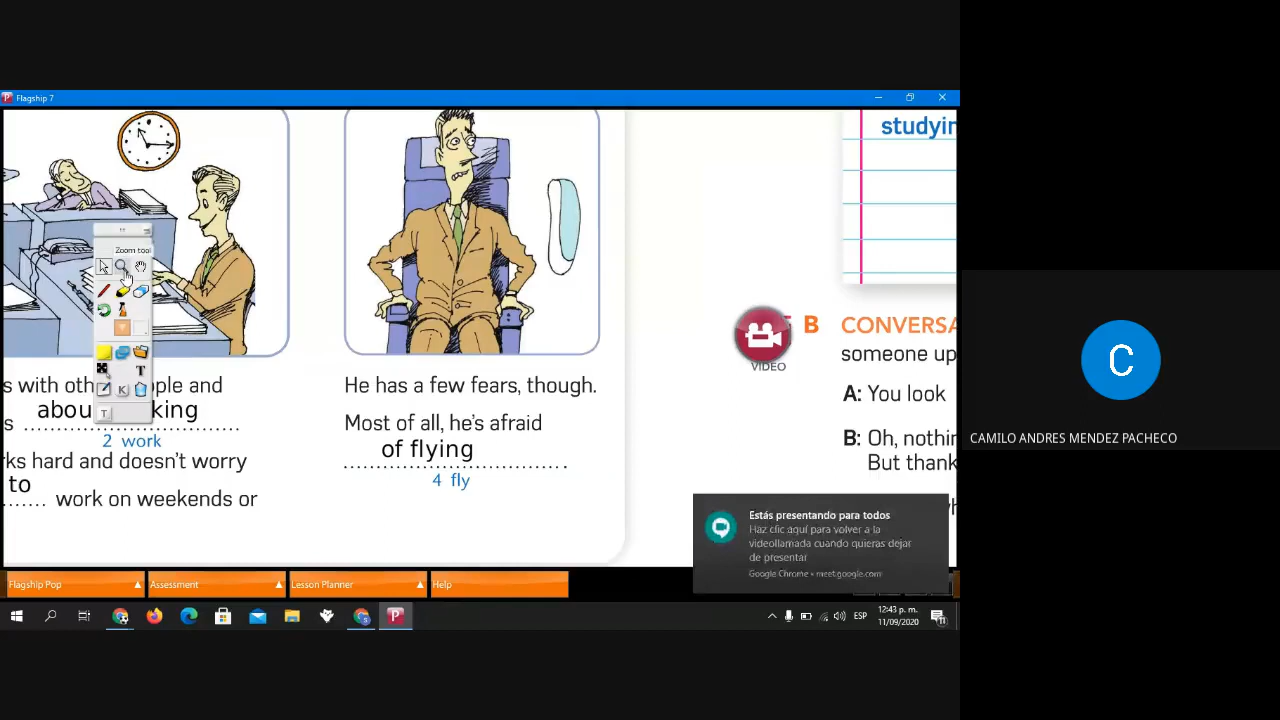 Flagship 7
studyin
Zoom tool
T
K
T
s with oth ple and
abou king
s
2 work
rks hard and doesn't worry
to
work on weekends or
He has a few fears, though.
Most of all, he's afraid
of flying
4 fly
VIDEO
B CONVERSA
someone up
A: You look
B: Oh, nothin
But thank
Estás presentando para todos
Haz clic aquí para volver a la
videollamada cuando quieras dejar
de presentar
Google Chrome • meet.google.com
Flagship Pop
Assessment
Lesson Planner
Help
ESP
12:43 p. m.
11/09/2020
C
CAMILO ANDRES MENDEZ PACHECO